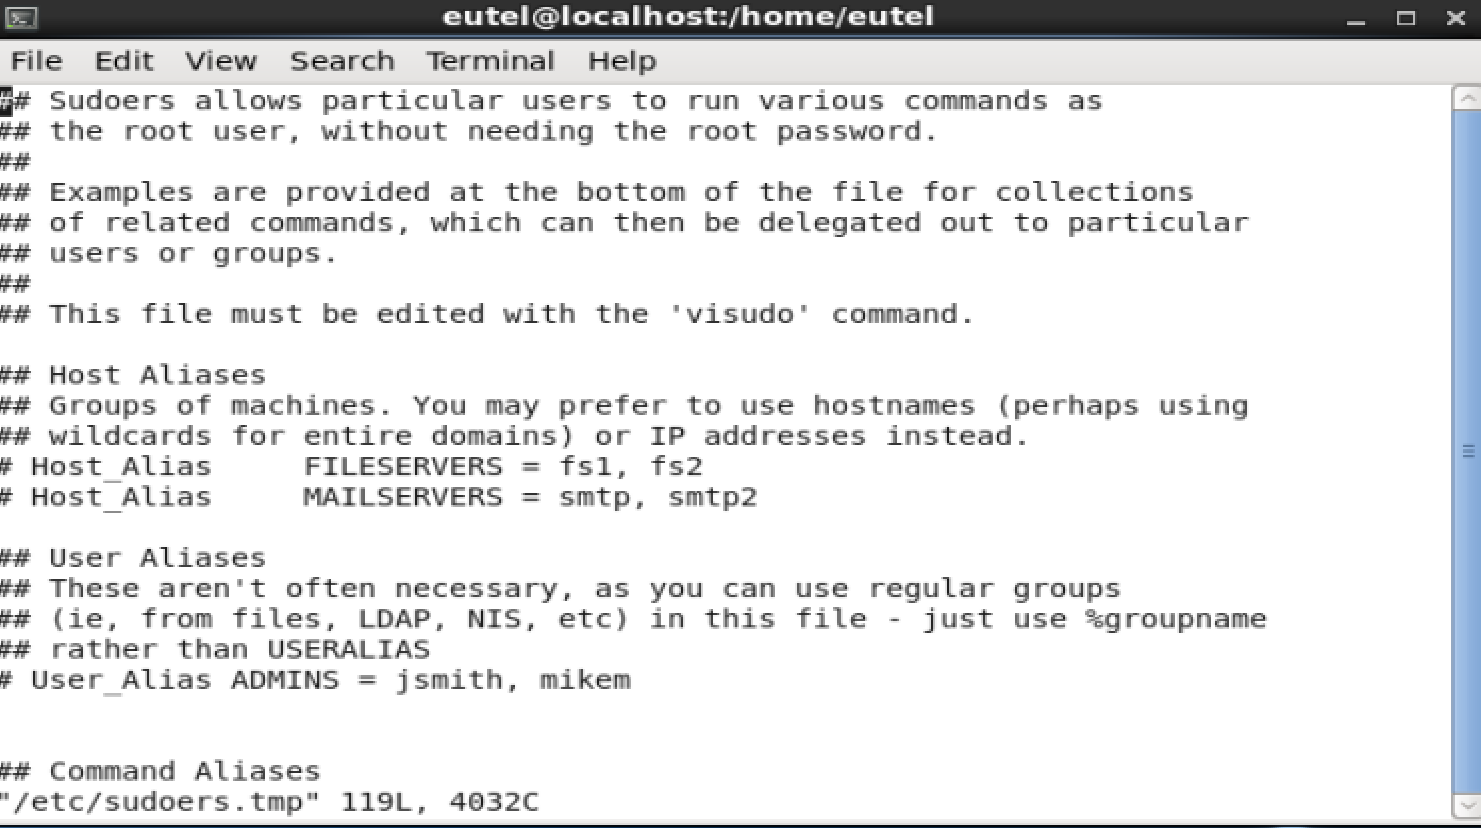 eutel@localhost:/home/eutel
File Edit View Search Terminal Help
## Sudoers allows particular users to run various commands as
## the root user, without needing the root password.
##
## Examples are provided at the bottom of the file for collections
## of related commands, which can then be delegated out to particular
## users or groups.
##
## This file must be edited with the 'visudo' command.

## Host Aliases
## Groups of machines. You may prefer to use hostnames (perhaps using
## wildcards for entire domains) or IP addresses instead.
# Host_Alias     FILESERVERS = fs1, fs2
# Host_Alias     MAILSERVERS = smtp, smtp2

## User Aliases
## These aren't often necessary, as you can use regular groups
## (ie, from files, LDAP, NIS, etc) in this file - just use %groupname
## rather than USERALIAS
# User_Alias ADMINS = jsmith, mikem


## Command Aliases
"/etc/sudoers.tmp" 119L, 4032C